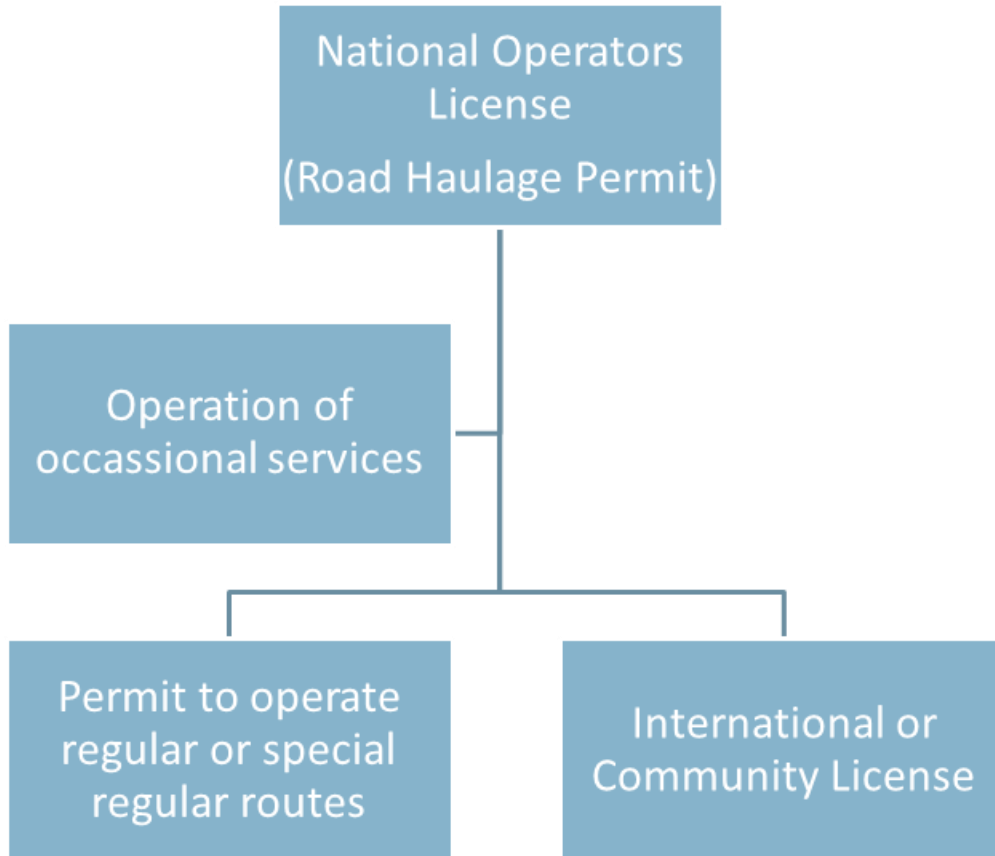 National Operators
License
(Road Haulage Permit)
Operation of
occassional services
Permit to operate
regular or special
regular routes
International or
Community License